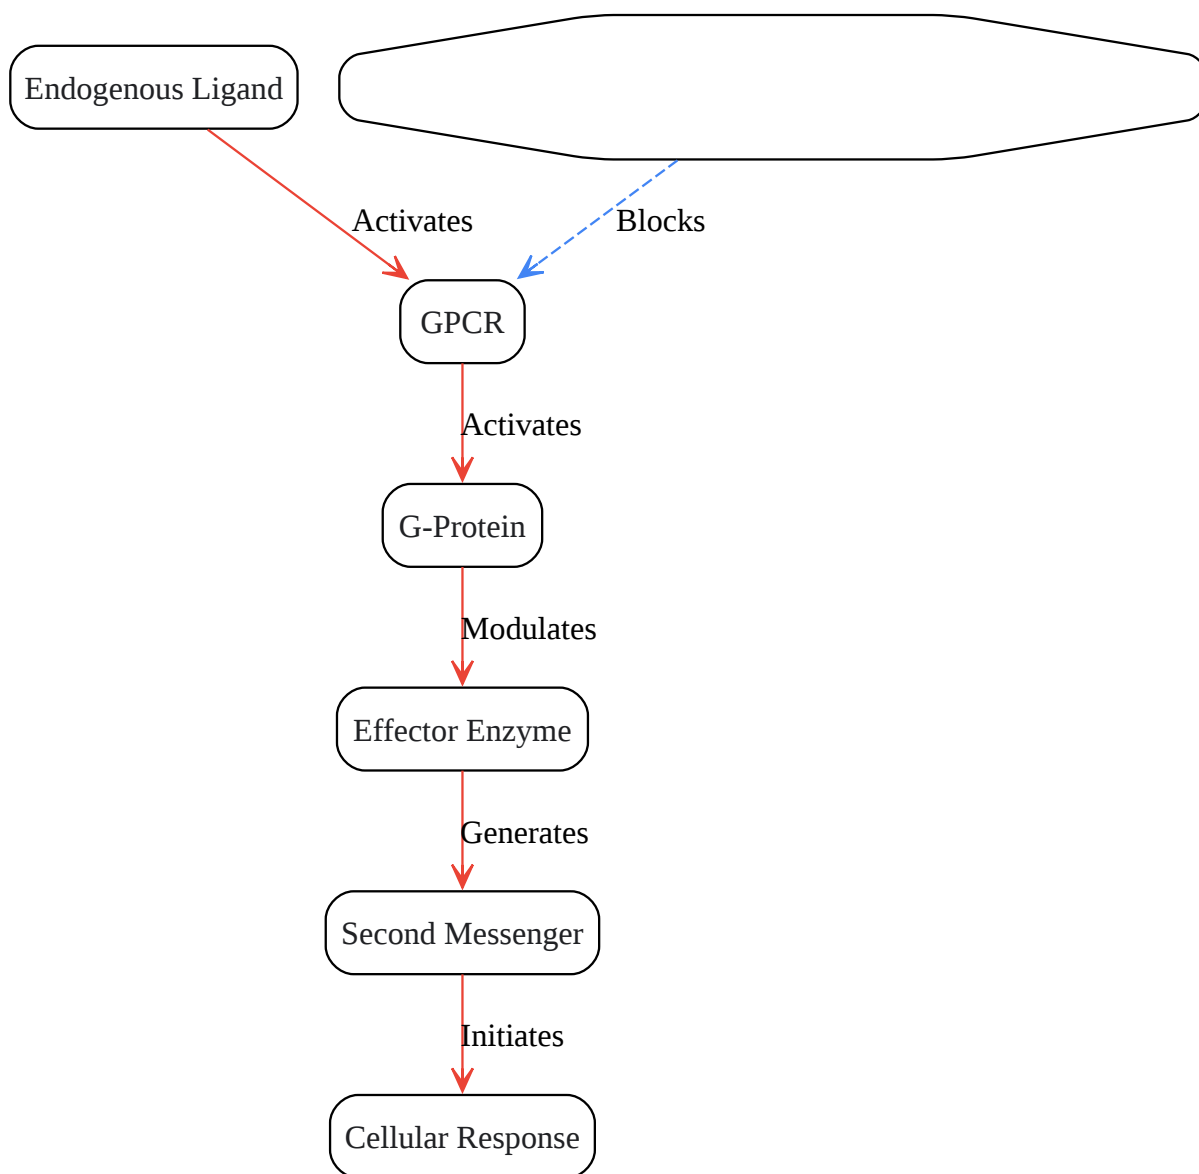 Endogenous Ligand
Activates
Blocks
GPCR
Activates
G-Protein
Modulates
Effector Enzyme
Generates
Second Messenger
Initiates
Cellular Response